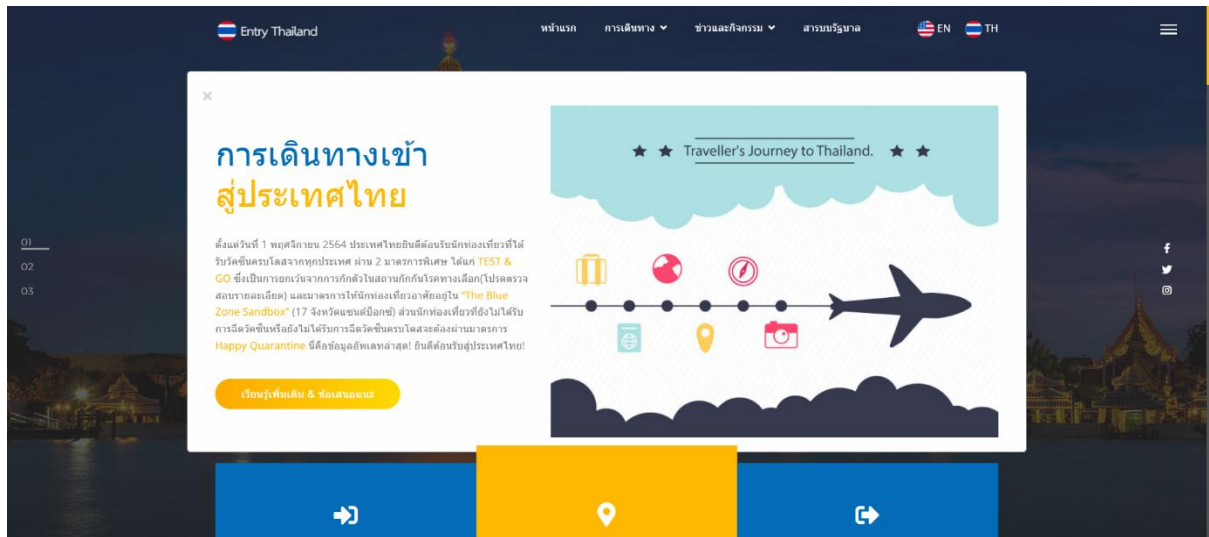 Entry Thailand
หน้าแรก การเดินทาง ข่าวและกิจกรรม สารบบรัฐบาล EN TH
×
การเดินทางเข้า
สู่ประเทศไทย
Traveller's Journey to Thailand.
ตั้งแต่วันที่ 1 พฤศจิกายน 2564 ประเทศไทยยินดีต้อนรับนักท่องเที่ยวที่ได้
รับวัคซีนครบโดสจากทุกประเทศ ผ่าน 2 มาตรการพิเศษ ได้แก่ TEST &
GO ซึ่งเป็นการยกเว้นจากการกักตัวในสถานกักกันโรคทางเลือก(โปรดตรวจ
สอบรายละเอียด) และมาตรการให้นักท่องเที่ยวอาศัยอยู่ใน "The Blue
Zone Sandbox" (17 จังหวัดแซนด์บ็อกซ์) ส่วนนักท่องเที่ยวที่ยังไม่ได้รับ
การฉีดวัคซีนหรือยังไม่ได้รับการฉีดวัคซีนครบโดสจะต้องผ่านมาตรการ
Happy Quarantine นี่คือข้อมูลอัพเดทล่าสุด! ยินดีต้อนรับสู่ประเทศไทย!
เรียนรู้เพิ่มเติม & ข้อเสนอแนะ
01
02
03